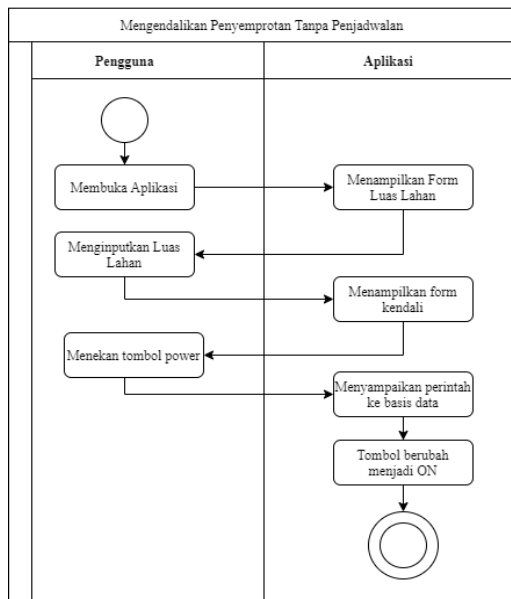 Mengendalikan Penyemprotan Tanpa Penjadwalan
Pengguna
Aplikasi
Membuka Aplikasi
Menampilkan Form
Luas Lahan
Menginputkan Luas
Lahan
Menampilkan form
kendali
Menekan tombol power
Menyampaikan perintah
ke basis data
Tombol berubah
menjadi ON